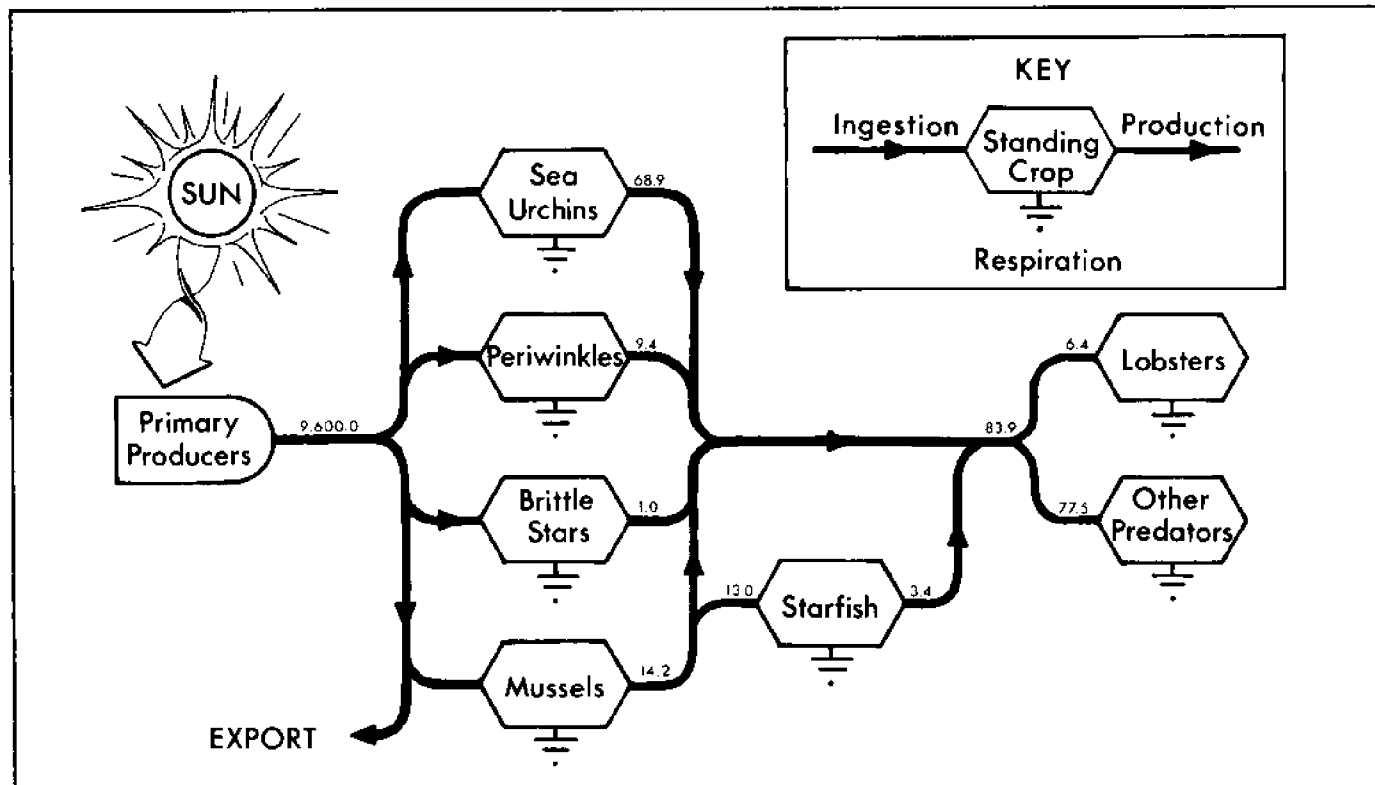 KEY
Ingestion
Standing
Crop
Production
Respiration
SUN
Primary
Producers
9.600.0
Sea
Urchins
68.9
Periwinkles
9.4
Brittle
Stars
1.0
Mussels
14.2
EXPORT
13.0
Starfish
3.4
83.9
6.4
Lobsters
77.5
Other
Predators